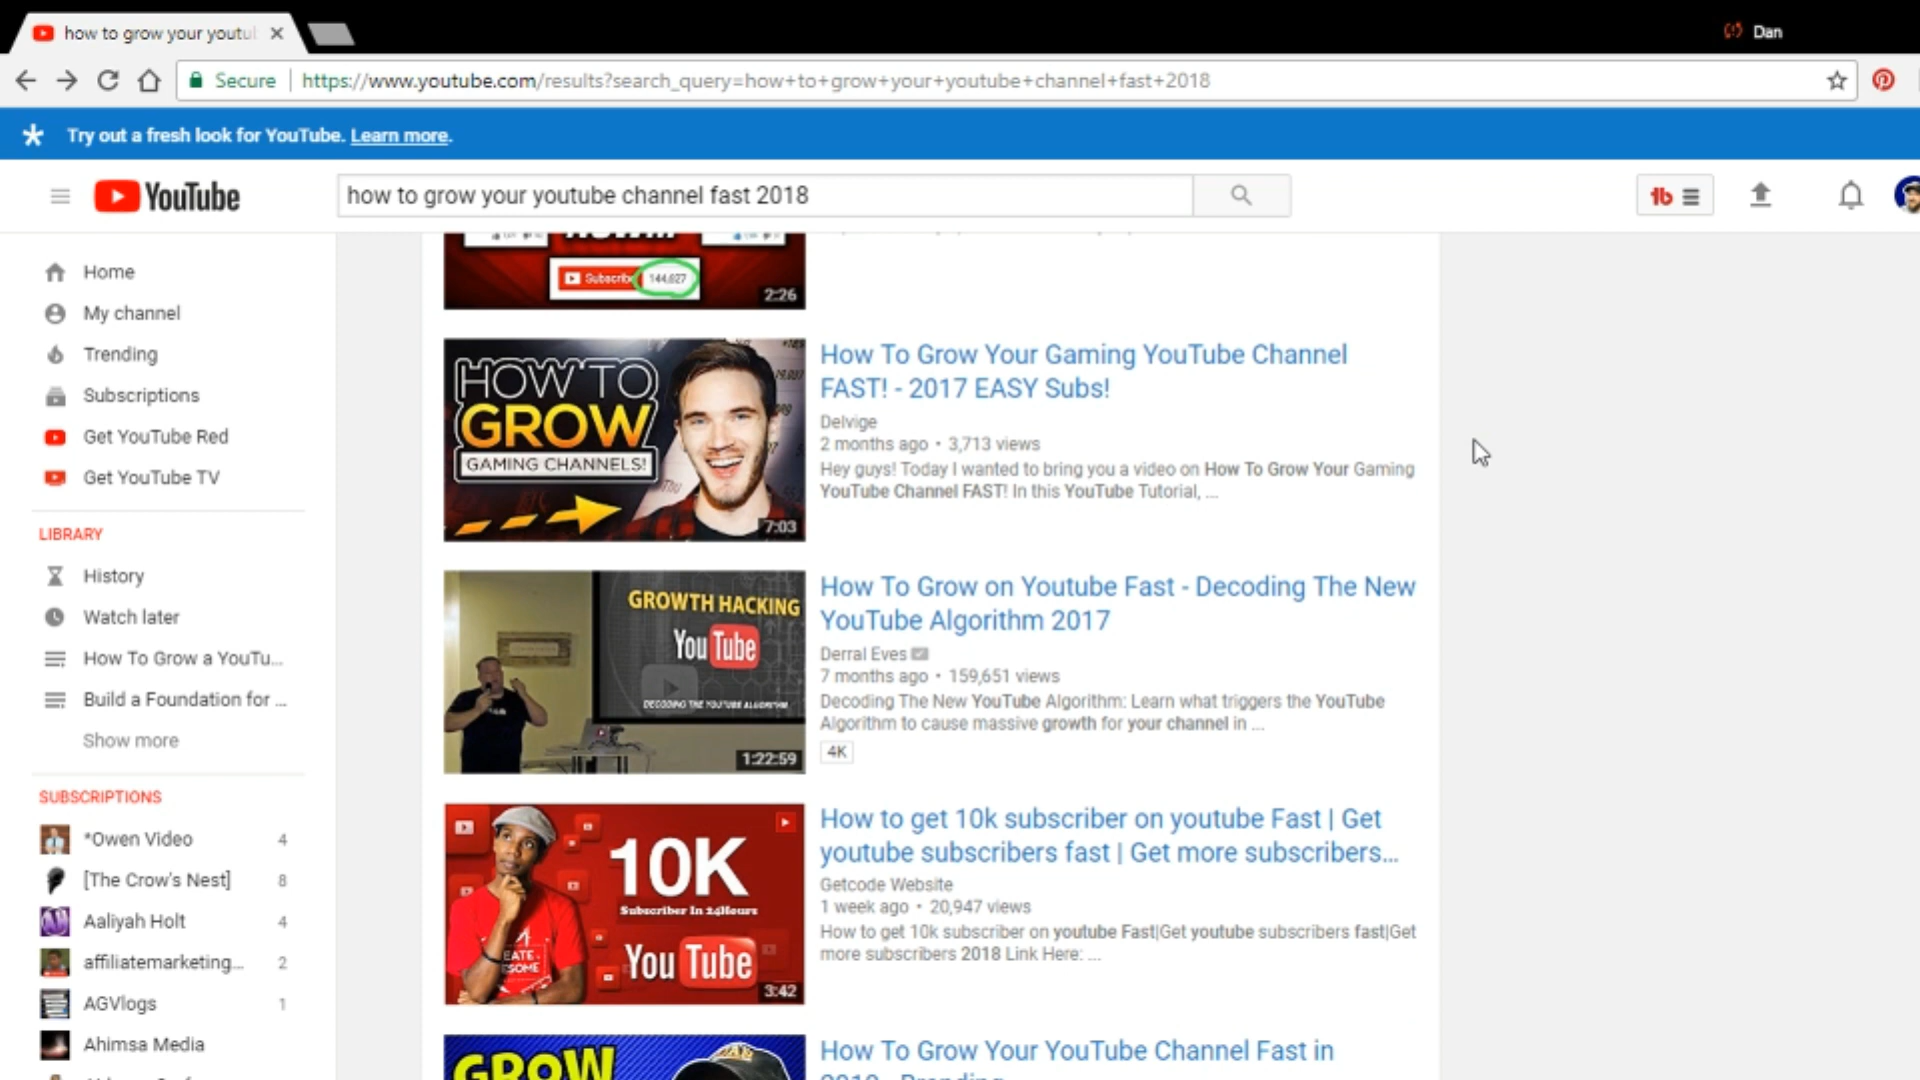 how to grow your youtu
Dan
Secure
https://www.youtube.com/results?search_query=how+to+grow+your+youtube+channel+fast+2018
Try out a fresh look for YouTube. Learn more.
YouTube
how to grow your youtube channel fast 2018
Home
My channel
Trending
Subscriptions
Get YouTube Red
Get YouTube TV
LIBRARY
History
Watch later
How To Grow a YouTu...
Build a Foundation for ...
Show more
SUBSCRIPTIONS
*Owen Video 4
[The Crow's Nest] 8
Aaliyah Holt 4
affiliatemarketing... 2
AGVlogs 1
Ahimsa Media
Subscribe 144,627
2:26
HOW TO
GROW
GAMING CHANNELS!
7:03
How To Grow Your Gaming YouTube Channel
FAST! - 2017 EASY Subs!
Delvige
2 months ago • 3,713 views
Hey guys! Today I wanted to bring you a video on How To Grow Your Gaming
YouTube Channel FAST! In this YouTube Tutorial, ...
GROWTH HACKING
YouTube
DECODING THE YOUTUBE ALGORITHM
1:22:59
How To Grow on Youtube Fast - Decoding The New
YouTube Algorithm 2017
Derral Eves
7 months ago • 159,651 views
Decoding The New YouTube Algorithm: Learn what triggers the YouTube
Algorithm to cause massive growth for your channel in ...
4K
10K
Subscriber In 24Hours
YouTube
3:42
How to get 10k subscriber on youtube Fast | Get
youtube subscribers fast | Get more subscribers...
Getcode Website
1 week ago • 20,947 views
How to get 10k subscriber on youtube Fast|Get youtube subscribers fast|Get
more subscribers 2018 Link Here: ...
GROW
How To Grow Your YouTube Channel Fast in